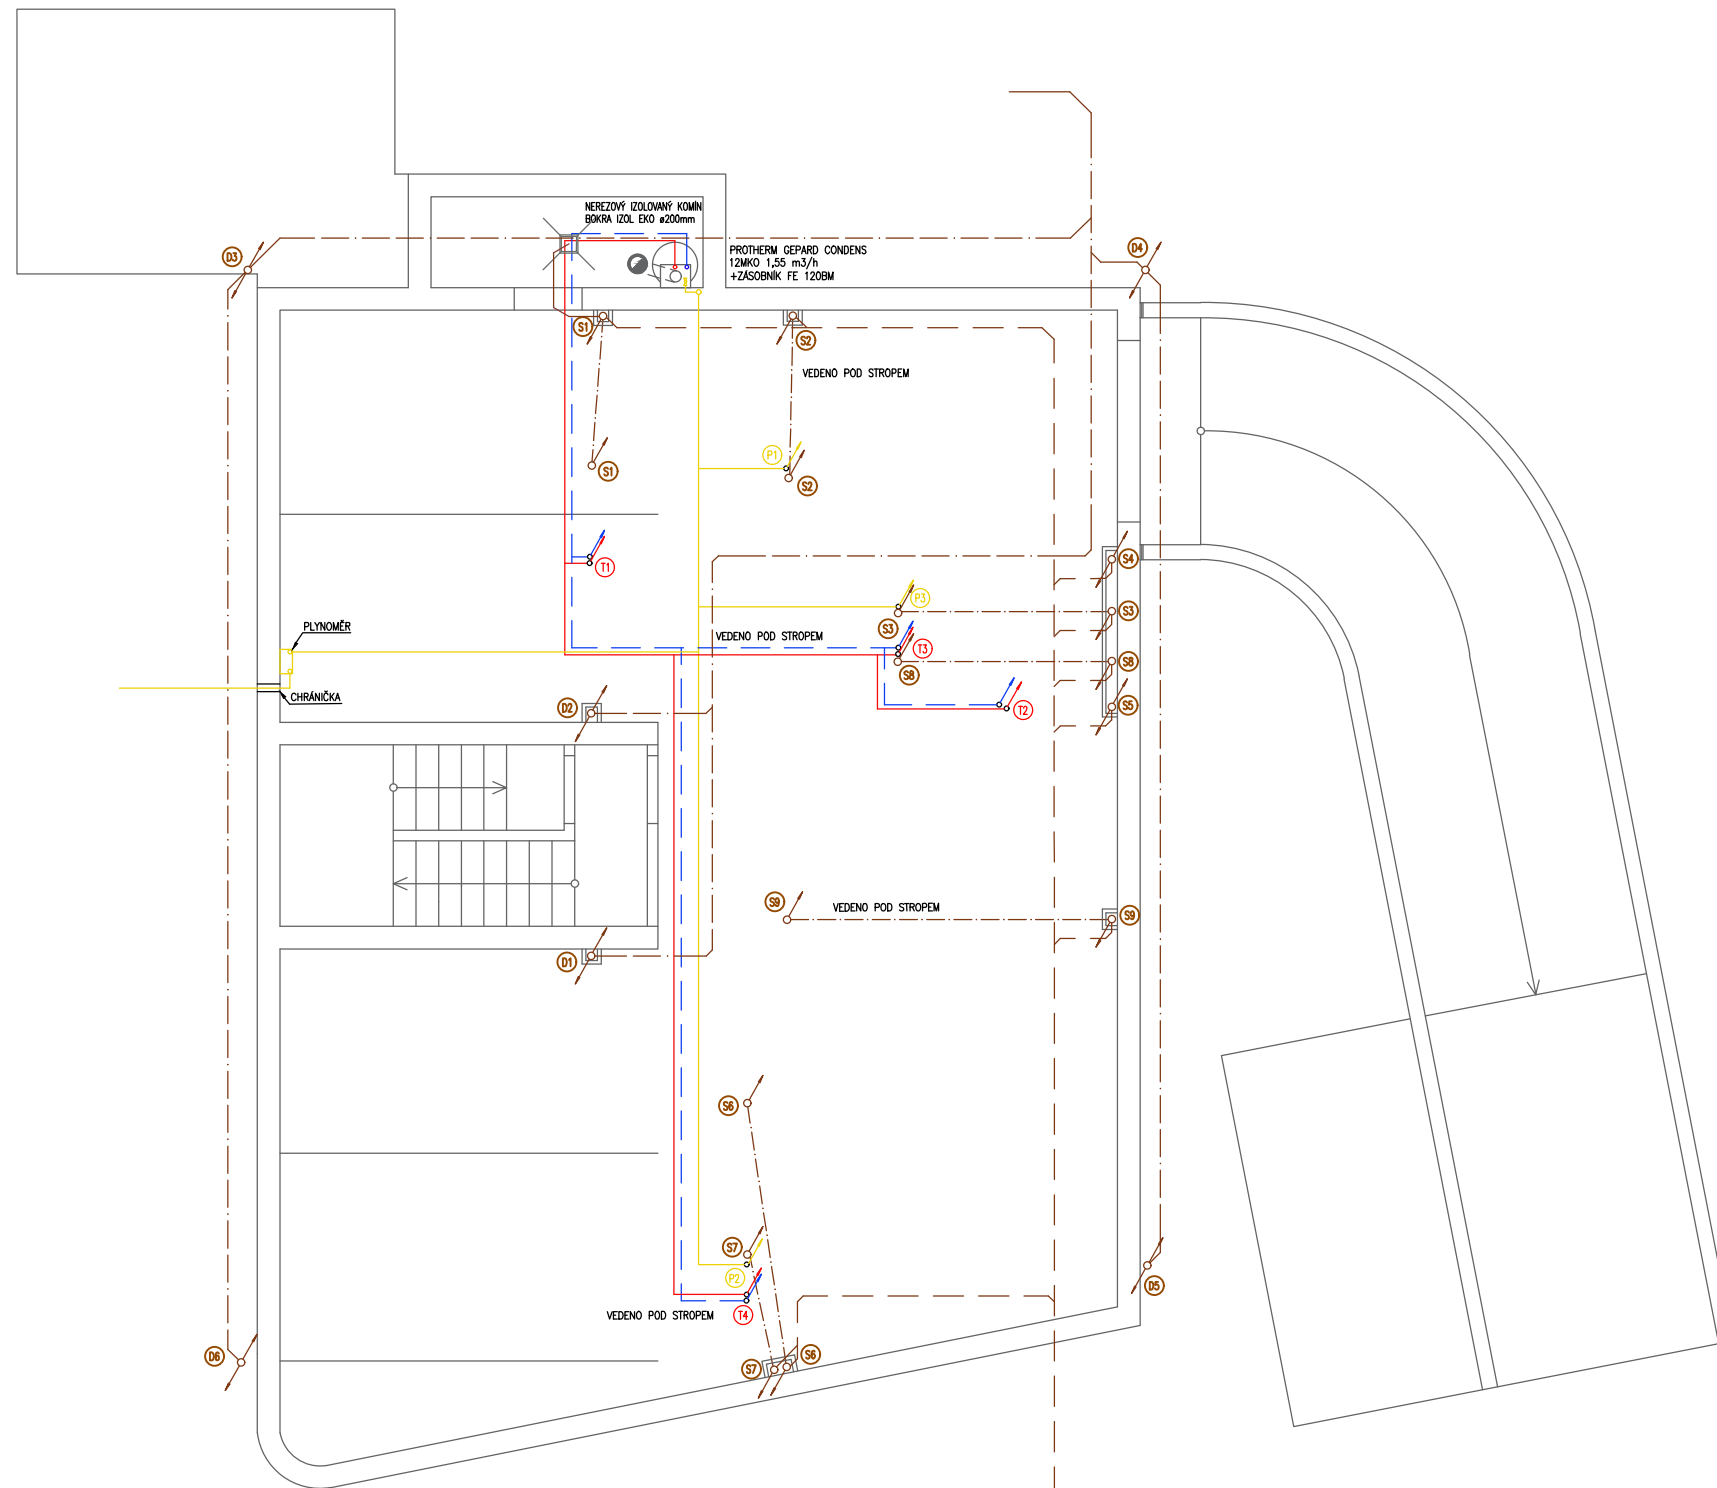 NEREZOVÝ IZOLOVANÝ KOMÍN
BOKRA IZOL EKO ø200mm
D3
D4
PROTHERM GEPARD CONDENS
12MKO 1,55 m3/h
+ZÁSOBNÍK FE 120BM
S1
S2
VEDENO POD STROPEM
P1
S1
S2
S4
T1
P3
S3
S3
PLYNOMĚR
VEDENO POD STROPEM
T3
S8
S8
CHRÁNIČKA
D2
T2
S5
S9
VEDENO POD STROPEM
S9
D1
S6
S7
P2
D5
VEDENO POD STROPEM
T4
D6
S7
S6